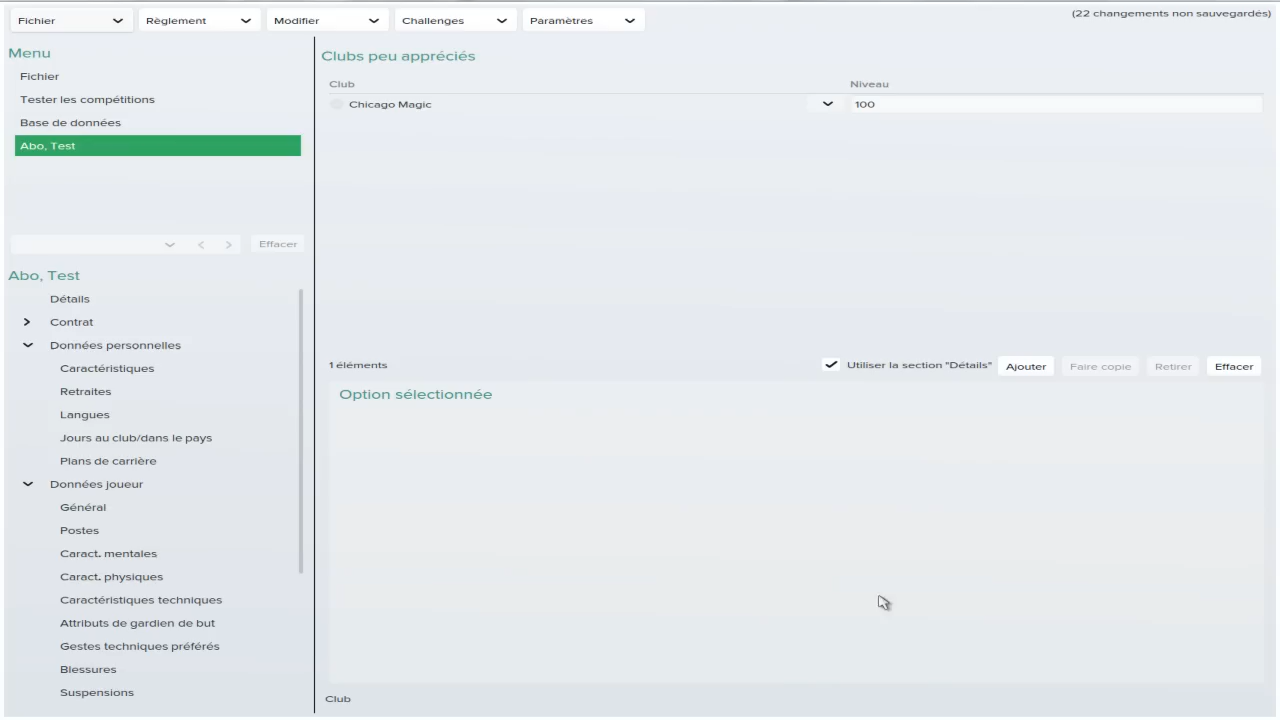 Fichier
Règlement
Modifier
Challenges
Paramètres
(22 changements non sauvegardés)
Menu
Fichier
Tester les compétitions
Base de données
Abo, Test
Effacer
Abo, Test
Détails
Contrat
Données personnelles
Caractéristiques
Retraites
Langues
Jours au club/dans le pays
Plans de carrière
Données joueur
Général
Postes
Caract. mentales
Caract. physiques
Caractéristiques techniques
Attributs de gardien de but
Gestes techniques préférés
Blessures
Suspensions
Clubs peu appréciés
Club
Niveau
Chicago Magic
100
1 éléments
Utiliser la section "Détails"
Ajouter
Faire copie
Retirer
Effacer
Option sélectionnée
Club